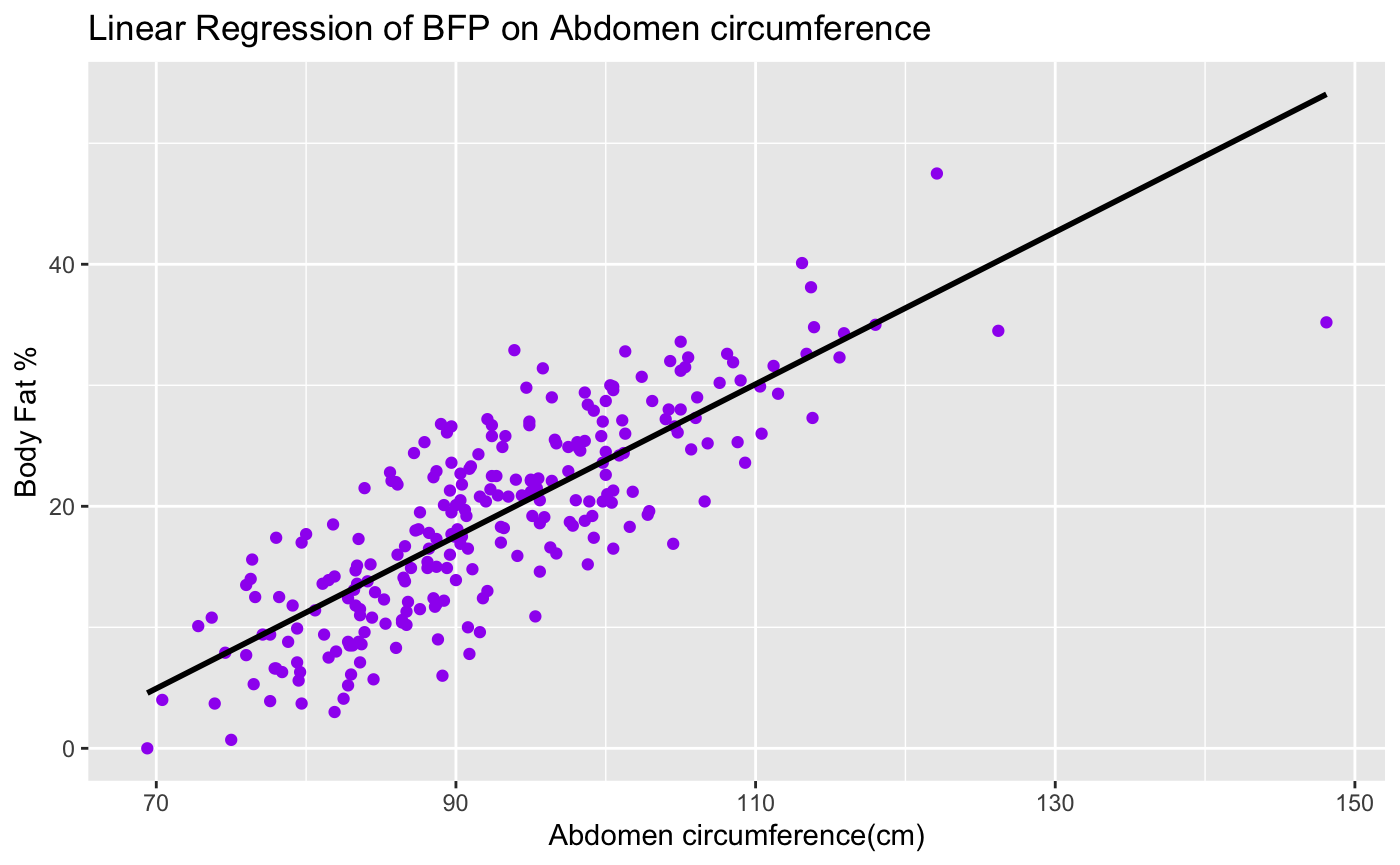 Linear Regression of BFP on Abdomen circumference
Body Fat %
40
20
0
70 90 110 130 150
Abdomen circumference(cm)